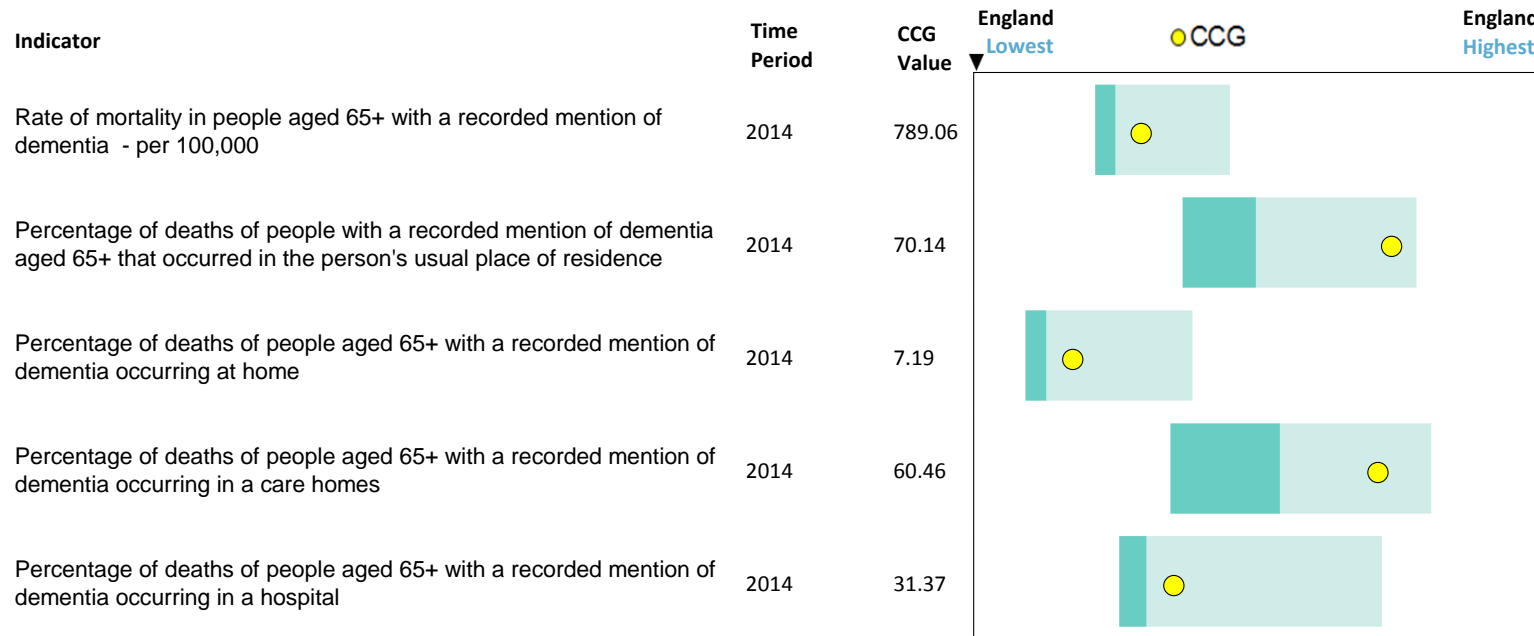 Indicator
Time
Period
CCG
Value
England
Lowest
CCG
England
Highest
Rate of mortality in people aged 65+ with a recorded mention of
dementia - per 100,000
2014
789.06
Percentage of deaths of people with a recorded mention of dementia
aged 65+ that occurred in the person's usual place of residence
2014
70.14
Percentage of deaths of people aged 65+ with a recorded mention of
dementia occurring at home
2014
7.19
Percentage of deaths of people aged 65+ with a recorded mention of
dementia occurring in a care homes
2014
60.46
Percentage of deaths of people aged 65+ with a recorded mention of
dementia occurring in a hospital
2014
31.37